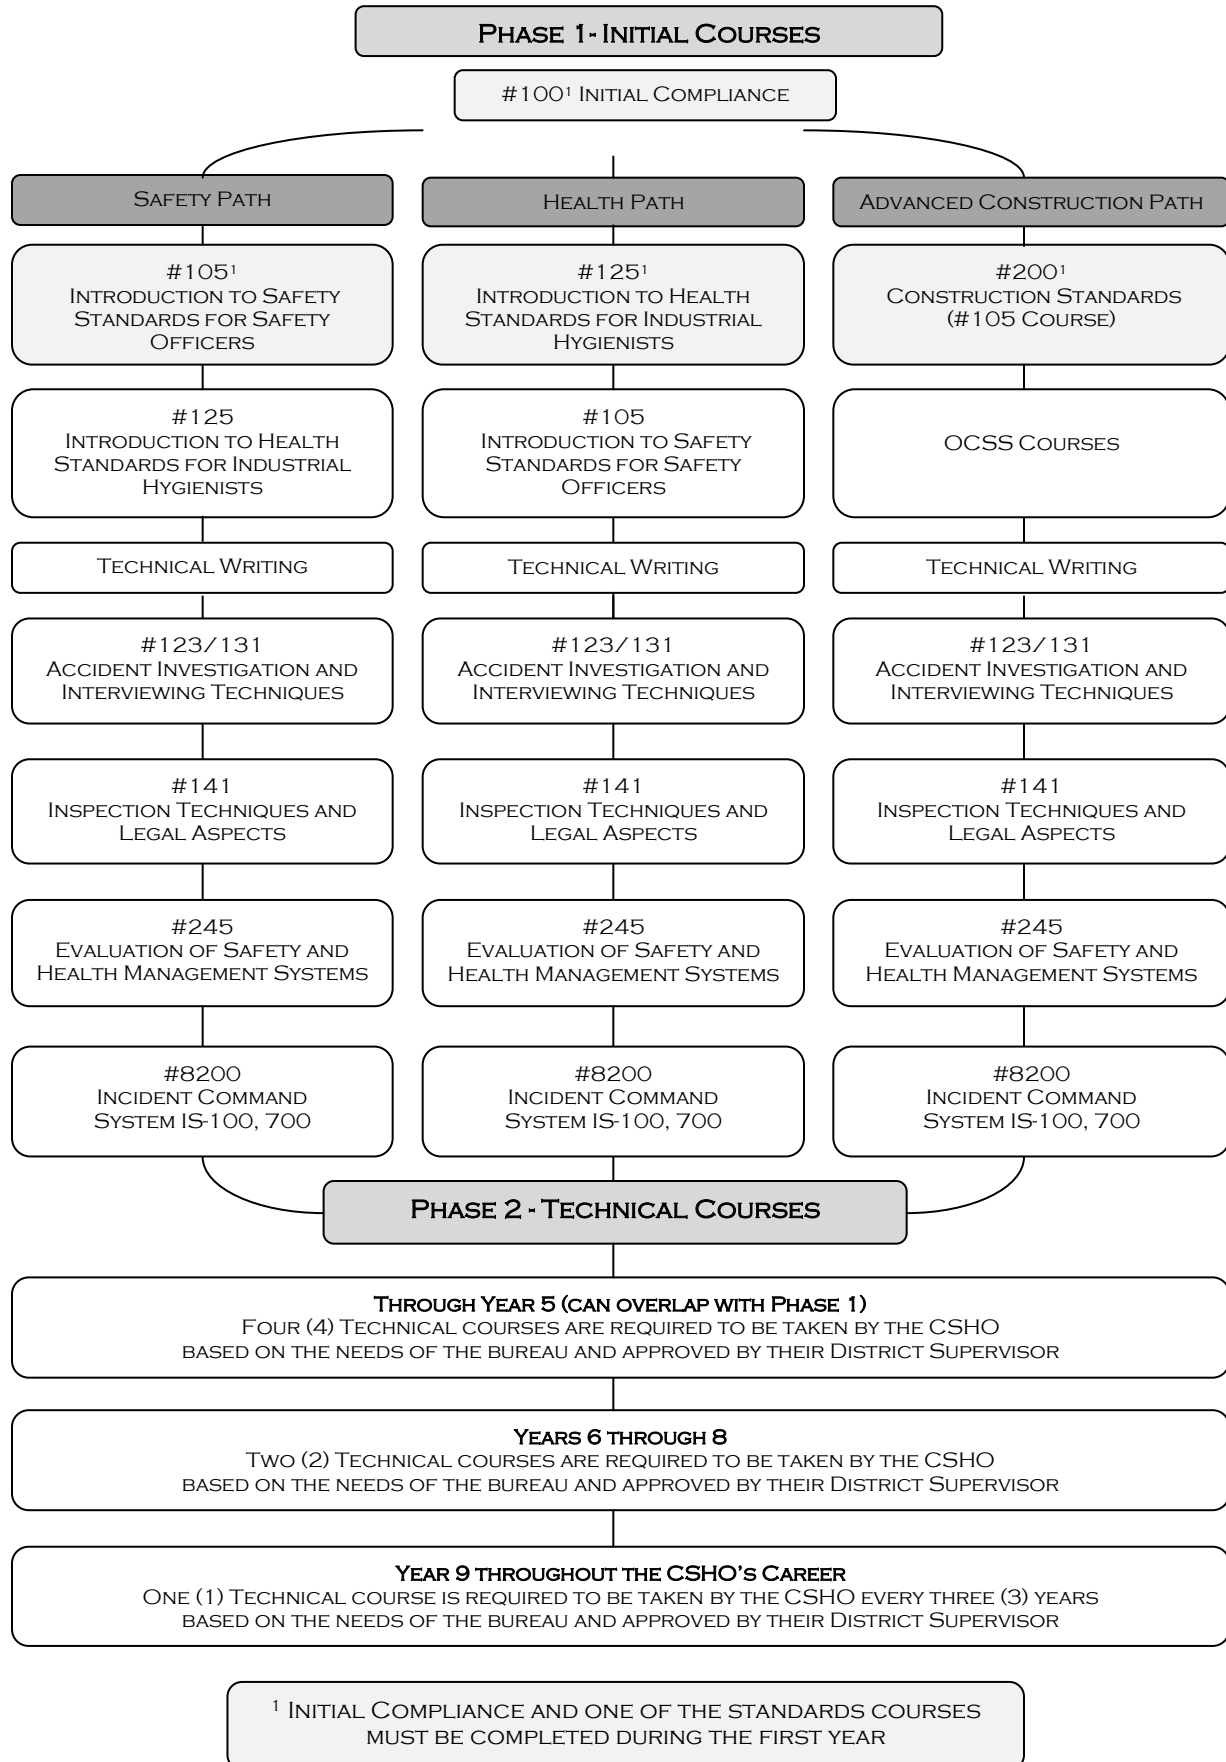 Phase 1- Initial Courses
#100¹ Initial Compliance
Safety Path
Health Path
Advanced Construction Path
#105¹
Introduction to Safety
Standards for Safety
Officers
#125¹
Introduction to Health
Standards for Industrial
Hygienists
#200¹
Construction Standards
(#105 Course)
#125
Introduction to Health
Standards for Industrial
Hygienists
#105
Introduction to Safety
Standards for Safety
Officers
OCSS Courses
Technical Writing
Technical Writing
Technical Writing
#123/131
Accident Investigation and
Interviewing Techniques
#123/131
Accident Investigation and
Interviewing Techniques
#123/131
Accident Investigation and
Interviewing Techniques
#141
Inspection Techniques and
Legal Aspects
#141
Inspection Techniques and
Legal Aspects
#141
Inspection Techniques and
Legal Aspects
#245
Evaluation of Safety and
Health Management Systems
#245
Evaluation of Safety and
Health Management Systems
#245
Evaluation of Safety and
Health Management Systems
#8200
Incident Command
System IS-100, 700
#8200
Incident Command
System IS-100, 700
#8200
Incident Command
System IS-100, 700
Phase 2 - Technical Courses
Through Year 5 (can overlap with Phase 1)
Four (4) Technical courses are required to be taken by the CSHO
based on the needs of the bureau and approved by their District Supervisor
Years 6 through 8
Two (2) Technical courses are required to be taken by the CSHO
based on the needs of the bureau and approved by their District Supervisor
Year 9 throughout the CSHO's Career
One (1) Technical course is required to be taken by the CSHO every three (3) years
based on the needs of the bureau and approved by their District Supervisor
¹ Initial Compliance and one of the standards courses
must be completed during the first year